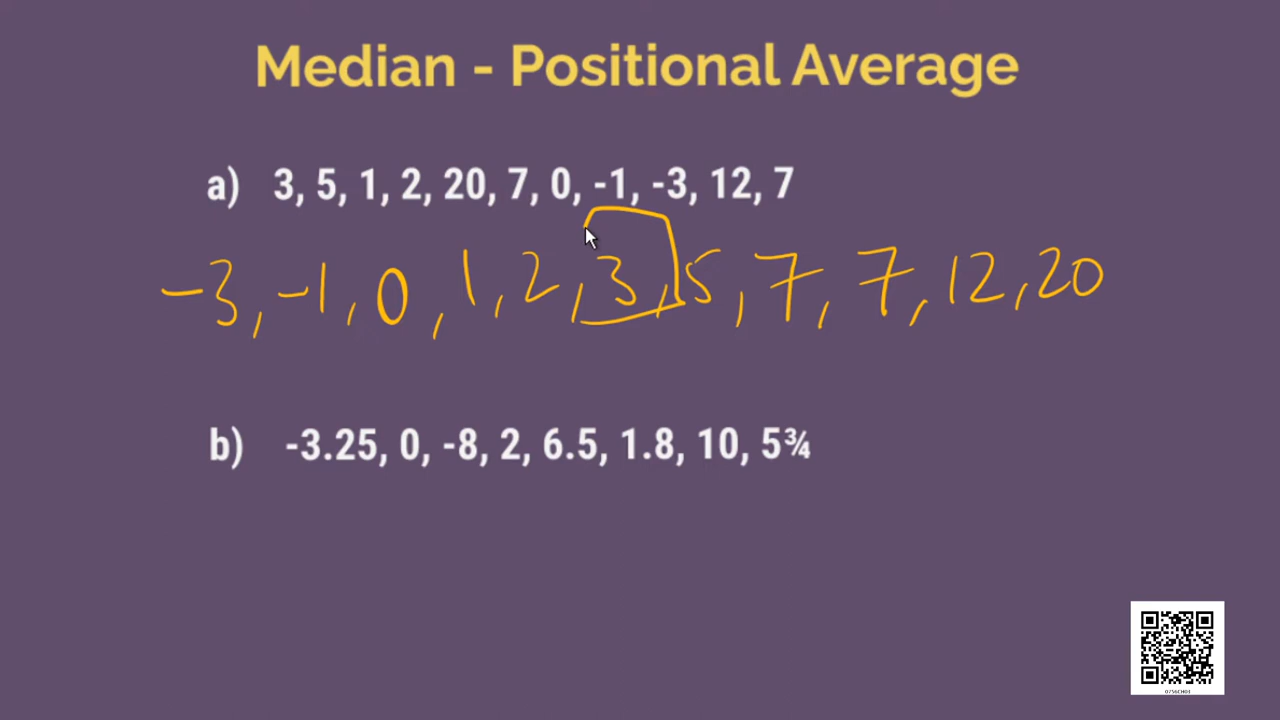 Median - Positional Average
a) 3, 5, 1, 2, 20, 7, 0, -1, -3, 12, 7
-3, -1, 0, 1, 2, 3, 5, 7, 7, 12, 20
b) -3.25, 0, -8, 2, 6.5, 1.8, 10, 5¾
0756CH03